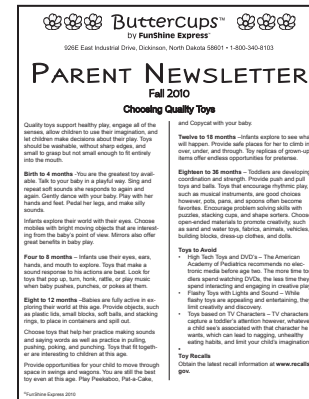 Buttercups™
by FunShine Express®
926E East Industrial Drive, Dickinson, North Dakota 58601 • 1-800-340-8103
PARENT NEWSLETTER
Fall 2010
Choosing Quality Toys
Quality toys support healthy play, engage all of the
senses, allow children to use their imagination, and
let children make decisions about their play. Toys
should be washable, without sharp edges, and
small to grasp but not small enough to fit entirely
into the mouth.
Birth to 4 months -You are the greatest toy avail-
able. Talk to your baby in a playful way. Sing and
repeat soft sounds she responds to again and
again. Gently dance with your baby. Play with her
hands and feet. Pedal her legs, and make silly
sounds.
Infants explore their world with their eyes. Choose
mobiles with bright moving objects that are interest-
ing from the baby's point of view. Mirrors also offer
great benefits in baby play.
Four to 8 months – Infants use their eyes, ears,
hands, and mouth to explore. Toys that make a
sound response to his actions are best. Look for
toys that pop up, turn, honk, rattle, or play music
when baby pushes, punches, or pokes at them.
Eight to 12 months –Babies are fully active in ex-
ploring their world at this age. Provide objects, such
as plastic lids, small blocks, soft balls, and stacking
rings, to place in containers and spill out.
Choose toys that help her practice making sounds
and saying words as well as practice in pulling,
pushing, poking, and punching. Toys that fit togeth-
er are interesting to children at this age.
Provide opportunities for your child to move through
space in swings and wagons. You are still the best
toy even at this age. Play Peekaboo, Pat-a-Cake,
©FunShine Express 2010
and Copycat with your baby.
Twelve to 18 months –Infants explore to see wha
will happen. Provide safe places for her to climb in
over, under, and through. Toy replicas of grown-up
items offer endless opportunities for pretense.
Eighteen to 36 months – Toddlers are developing
coordination and strength. Provide push and pull
toys and balls. Toys that encourage rhythmic play,
such as musical instruments, are good choices
however, pots, pans, and spoons often become
favorites. Encourage problem solving skills with
puzzles, stacking cups, and shape sorters. Choose
open-ended materials to promote creativity, such
as sand and water toys, fabrics, animals, vehicles,
building blocks, dress-up clothes, and dolls.
Toys to Avoid
• High Tech Toys and DVD's – The American
Academy of Pediatrics recommends no elec-
tronic media before age two. The more time to
dlers spend watching DVDs, the less time they
spend interacting and engaging in creative play
• Flashy Toys with Lights and Sound – While
flashy toys are appealing and entertaining, the
limit creativity and discovery.
• Toys based on TV Characters – TV characters
capture a toddler's attention however, whateve
a child see's associated with that character he
wants, which can lead to nagging, unhealthy
eating habits, and limit your child's imagination
•
Toy Recalls
Obtain the latest recall information at www.recalls
gov.